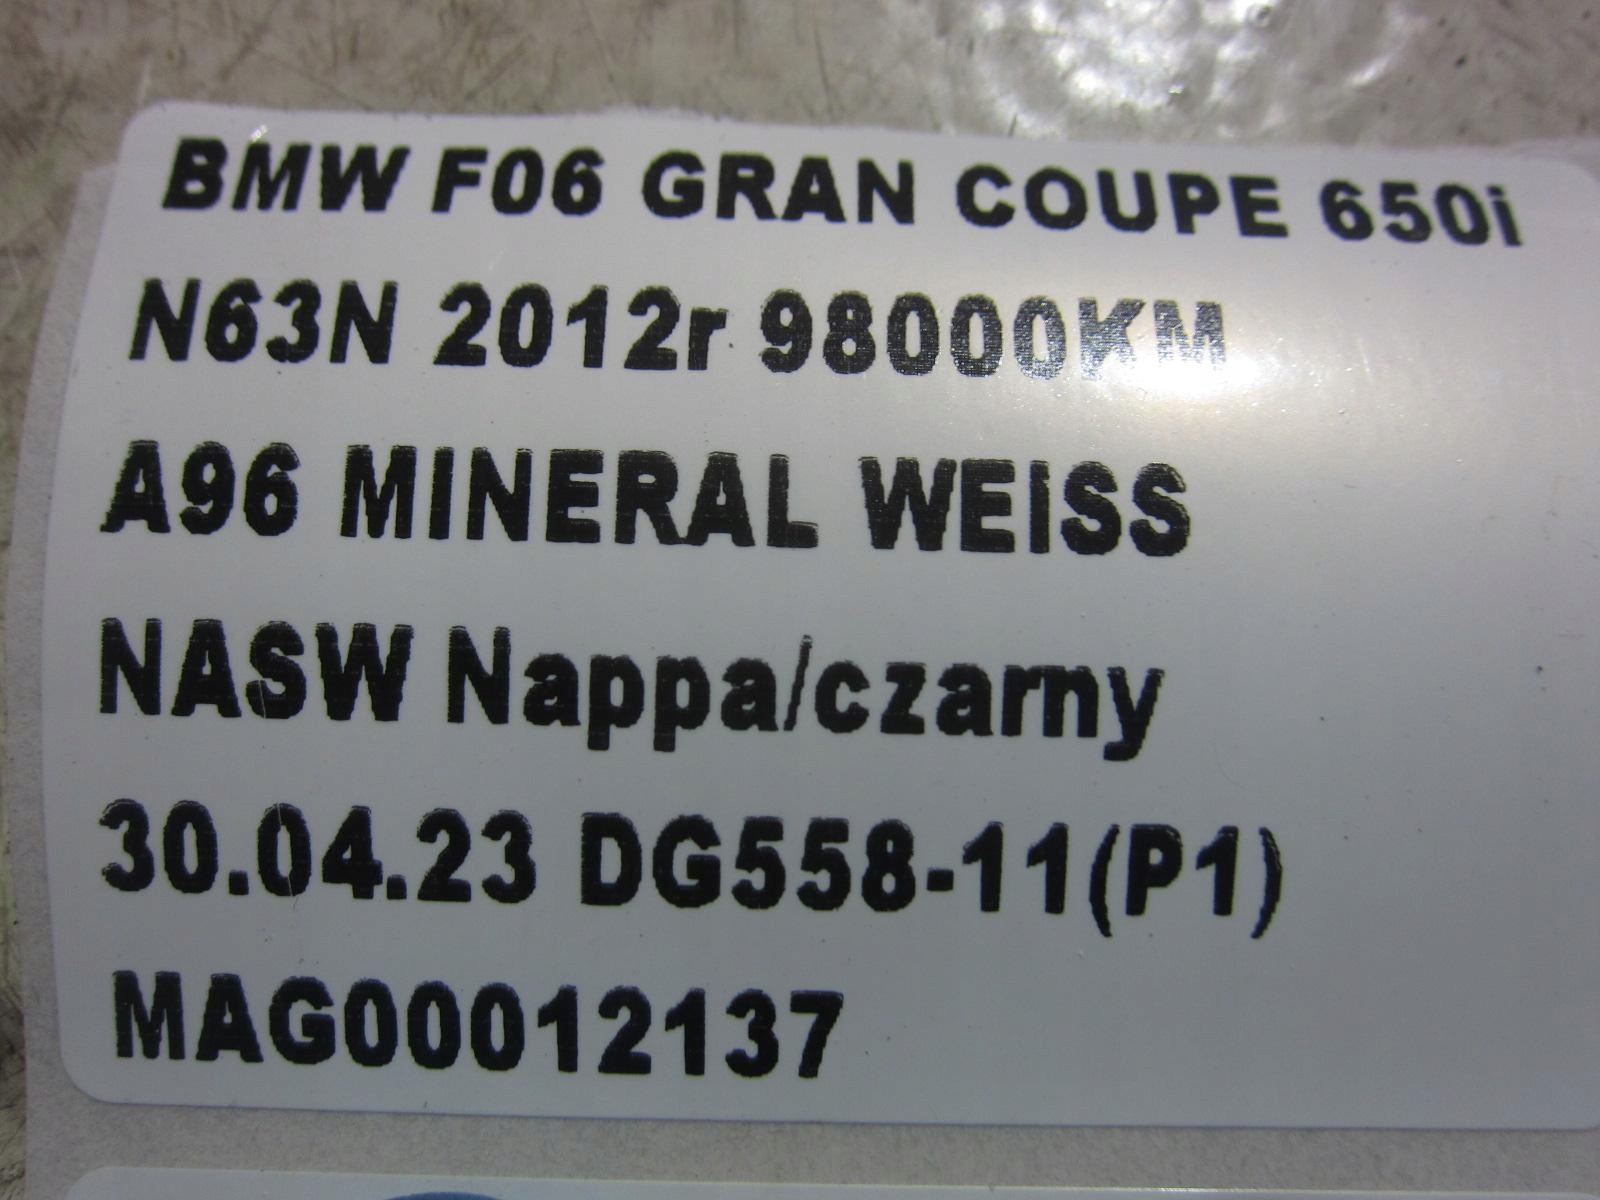 BMW F06 GRAN COUPE 650i
N63N 2012r 98000KM
A96 MINERAL WEISS
NASW Nappa/czarny
30.04.23 DG558-11(P1)
MAG00012137